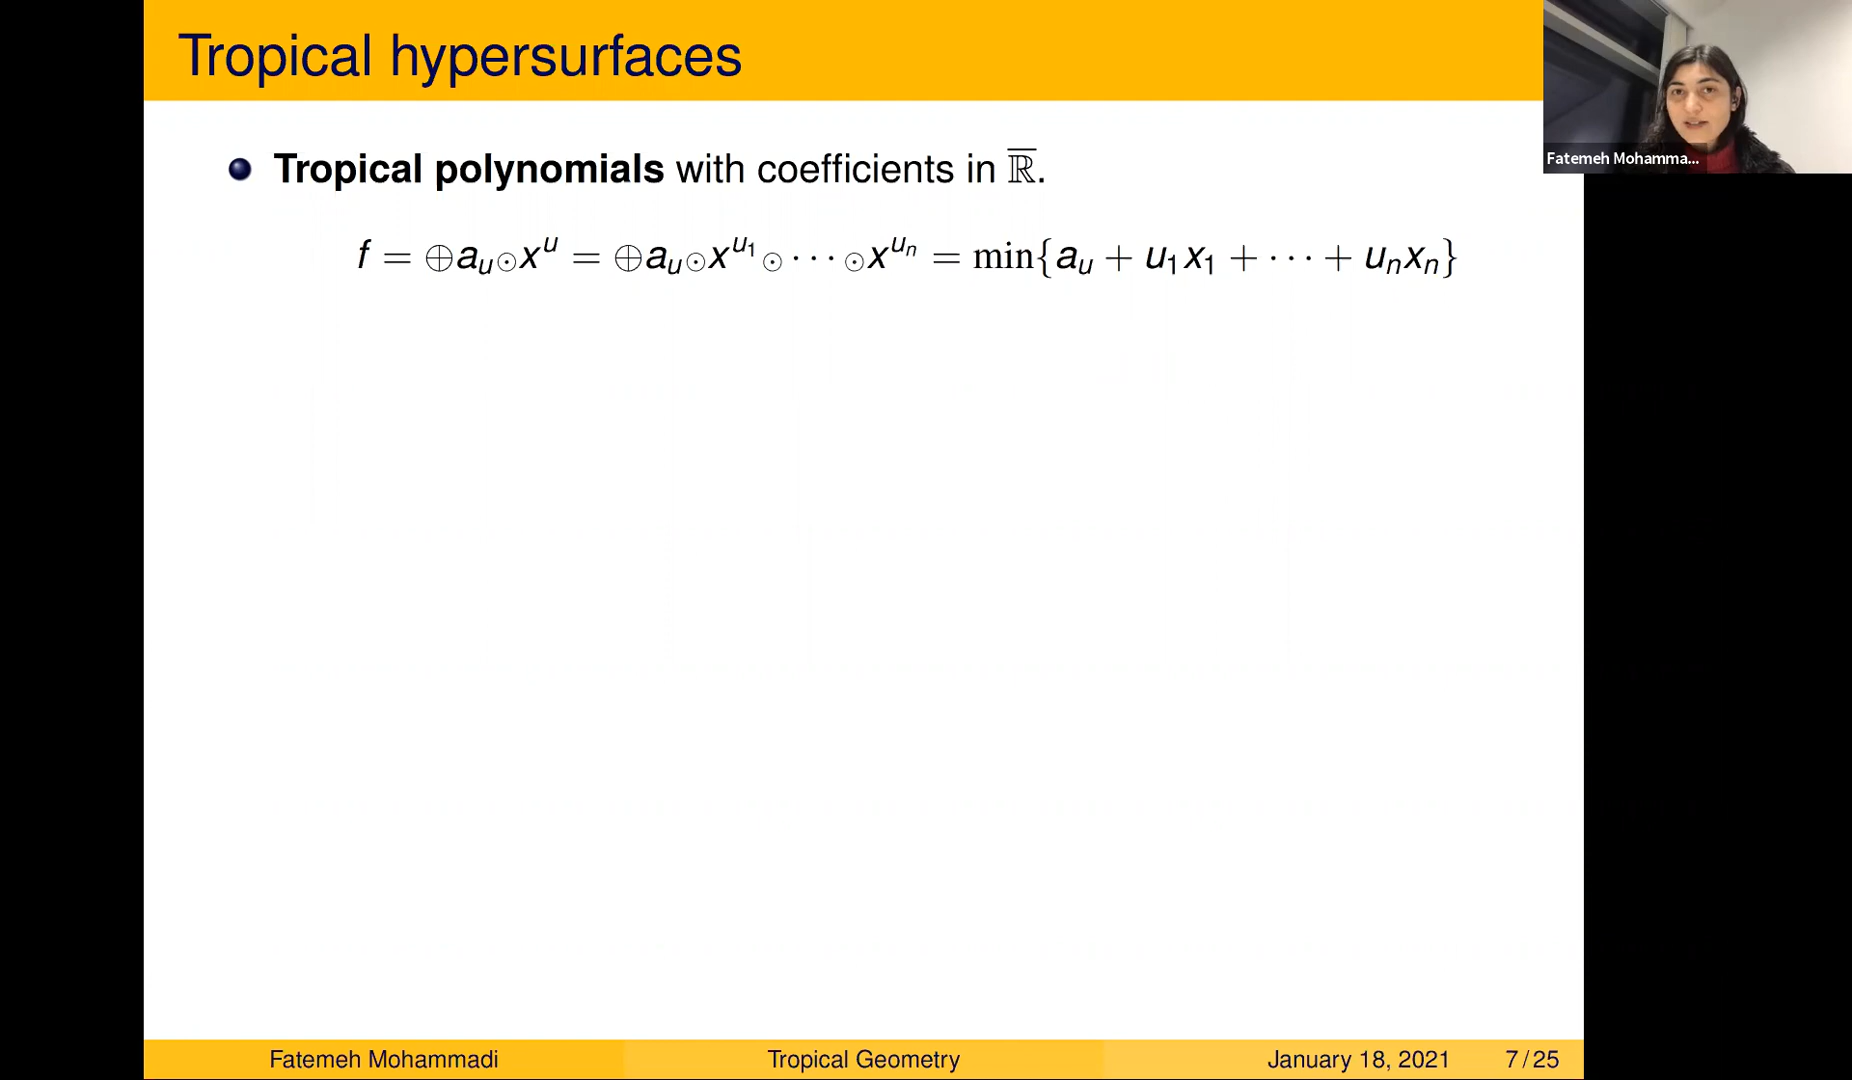 Tropical hypersurfaces
Fatemeh Mohamma...
Tropical polynomials with coefficients in ℝ̅.
f = ⊕a_u⊙x^u = ⊕a_u⊙x^{u_1}⊙···⊙x^{u_n} = min{a_u + u_1x_1 + ··· + u_nx_n}
Fatemeh Mohammadi Tropical Geometry January 18, 2021 7 / 25